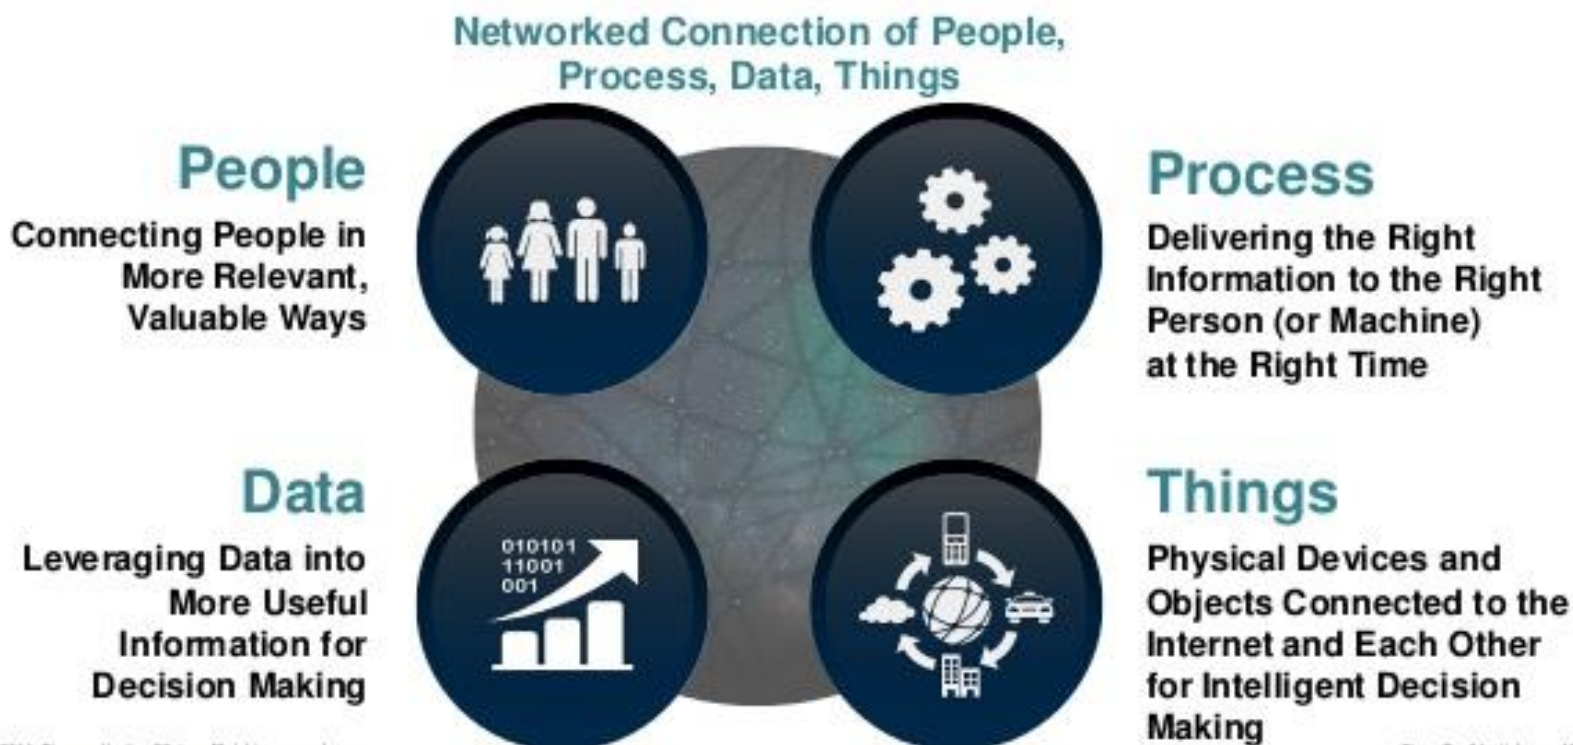 Networked Connection of People,
Process, Data, Things
People
Connecting People in
More Relevant,
Valuable Ways
Process
Delivering the Right
Information to the Right
Person (or Machine)
at the Right Time
Data
Leveraging Data into
More Useful
Information for
Decision Making
010101
11001
001
Things
Physical Devices and
Objects Connected to the
Internet and Each Other
for Intelligent Decision
Making